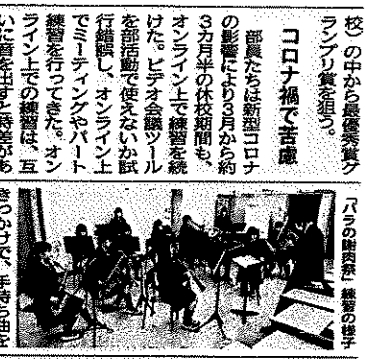 校）の中から最優秀賞グ
ランプリ賞を狙う。
コロナ禍で苦慮
部員たちは新型コロナ
の影響により3月から約
3カ月半の休校期間も、
オンライン上で練習を続
けた。ビデオ会議ツール
を部活動で使えないか試
行錯誤し、オンライン上
でミーティングやパート
練習を行ってきた。オン
ライン上での練習は、互
いに音を出すと時差があ
「バラの謝肉祭」練習の様子
きっかけで、手持ち曲を